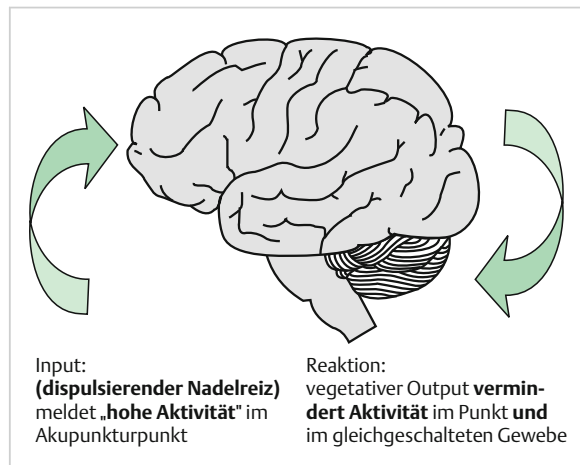 Input:
(dispulsierender Nadelreiz)
meldet „hohe Aktivität" im
Akupunkturpunkt
Reaktion:
vegetativer Output vermin-
dert Aktivität im Punkt und
im gleichgeschalteten Gewebe